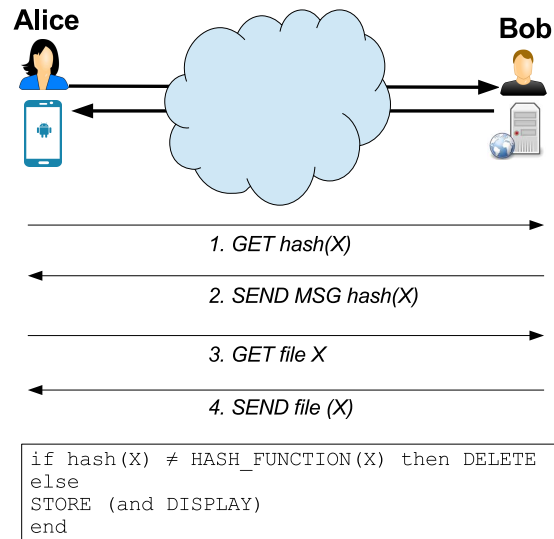 Alice
Bob
1. GET hash(X)
2. SEND MSG hash(X)
3. GET file X
4. SEND file (X)
if hash(X) ≠ HASH_FUNCTION(X) then DELETE
else
STORE (and DISPLAY)
end